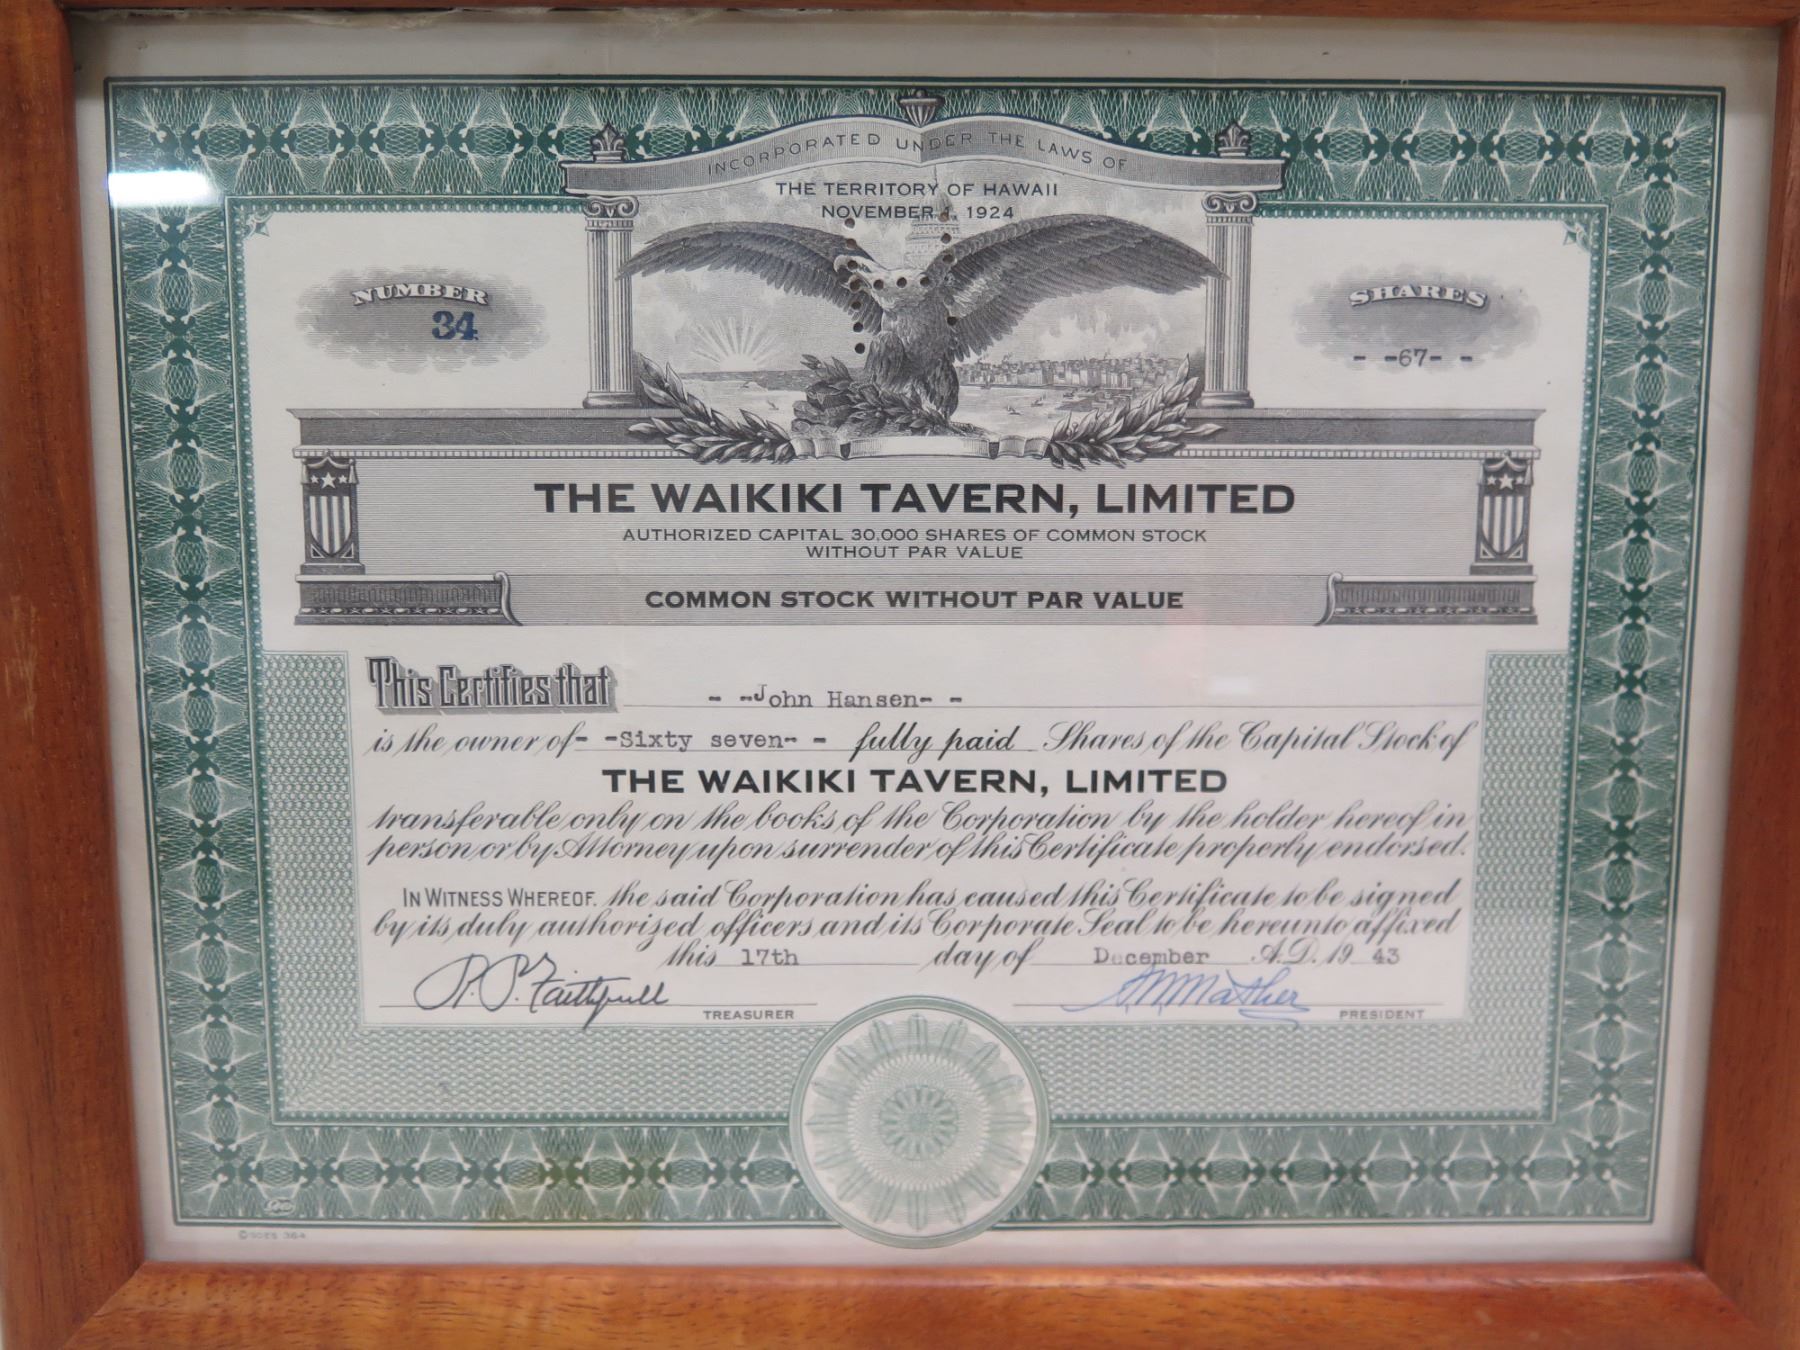 INCORPORATED UNDER THE LAWS OF
THE TERRITORY OF HAWAII
NOVEMBER 1, 1924
NUMBER
34
SHARES
- -67- -
THE WAIKIKI TAVERN, LIMITED
AUTHORIZED CAPITAL 30,000 SHARES OF COMMON STOCK
WITHOUT PAR VALUE
COMMON STOCK WITHOUT PAR VALUE
This Certifies that - -John Hansen- -
is the owner of- -Sixty seven- - fully paid Shares of the Capital Stock of
THE WAIKIKI TAVERN, LIMITED
transferable only on the books of the Corporation by the holder hereof in
person or by Attorney upon surrender of this Certificate properly endorsed.
IN WITNESS WHEREOF, the said Corporation has caused this Certificate to be signed
by its duly authorized officers and its Corporate Seal to be hereunto affixed
this 17th day of December A.D. 19 43
R. P. Faithfull
Mather
TREASURER
PRESIDENT